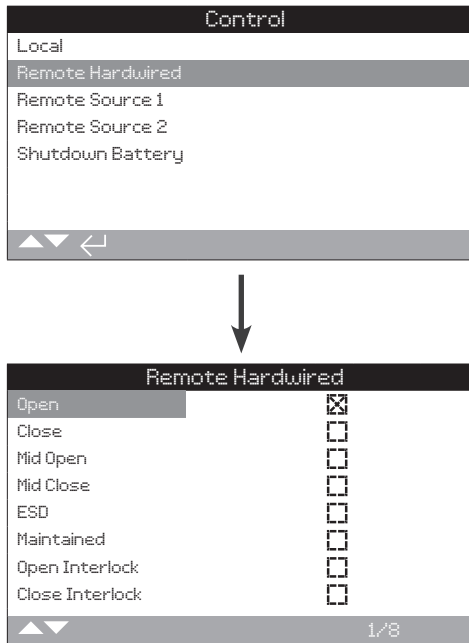 Control
Local
Remote Hardwired
Remote Source 1
Remote Source 2
Shutdown Battery
Remote Hardwired
Open
Close
Mid Open
Mid Close
ESD
Maintained
Open Interlock
Close Interlock
1/8